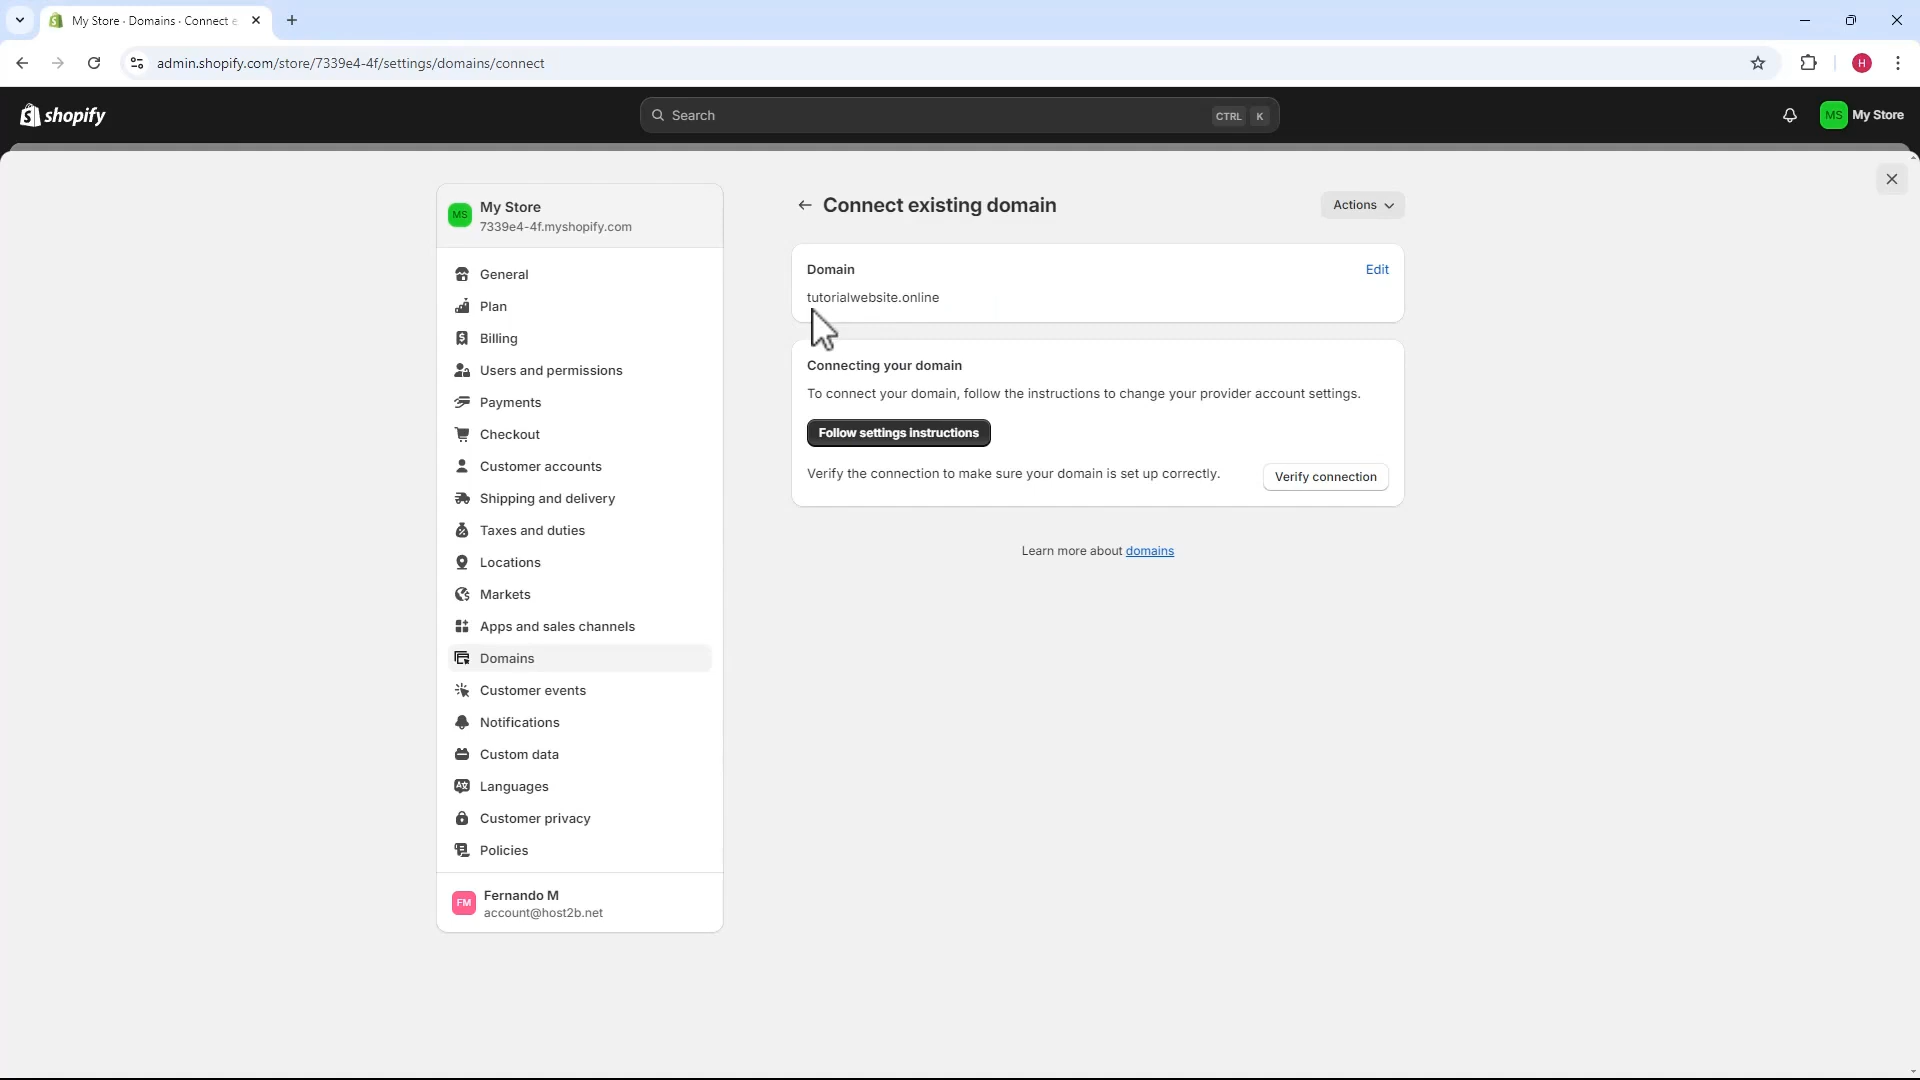 My Store · Domains · Connect e
admin.shopify.com/store/7339e4-4f/settings/domains/connect
H
shopify
Search
CTRL K
MS My Store
MS My Store
7339e4-4f.myshopify.com
General
Plan
Billing
Users and permissions
Payments
Checkout
Customer accounts
Shipping and delivery
Taxes and duties
Locations
Markets
Apps and sales channels
Domains
Customer events
Notifications
Custom data
Languages
Customer privacy
Policies
FM Fernando M
account@host2b.net
Connect existing domain
Actions
Domain
Edit
tutorialwebsite.online
Connecting your domain
To connect your domain, follow the instructions to change your provider account settings.
Follow settings instructions
Verify the connection to make sure your domain is set up correctly.
Verify connection
Learn more about domains